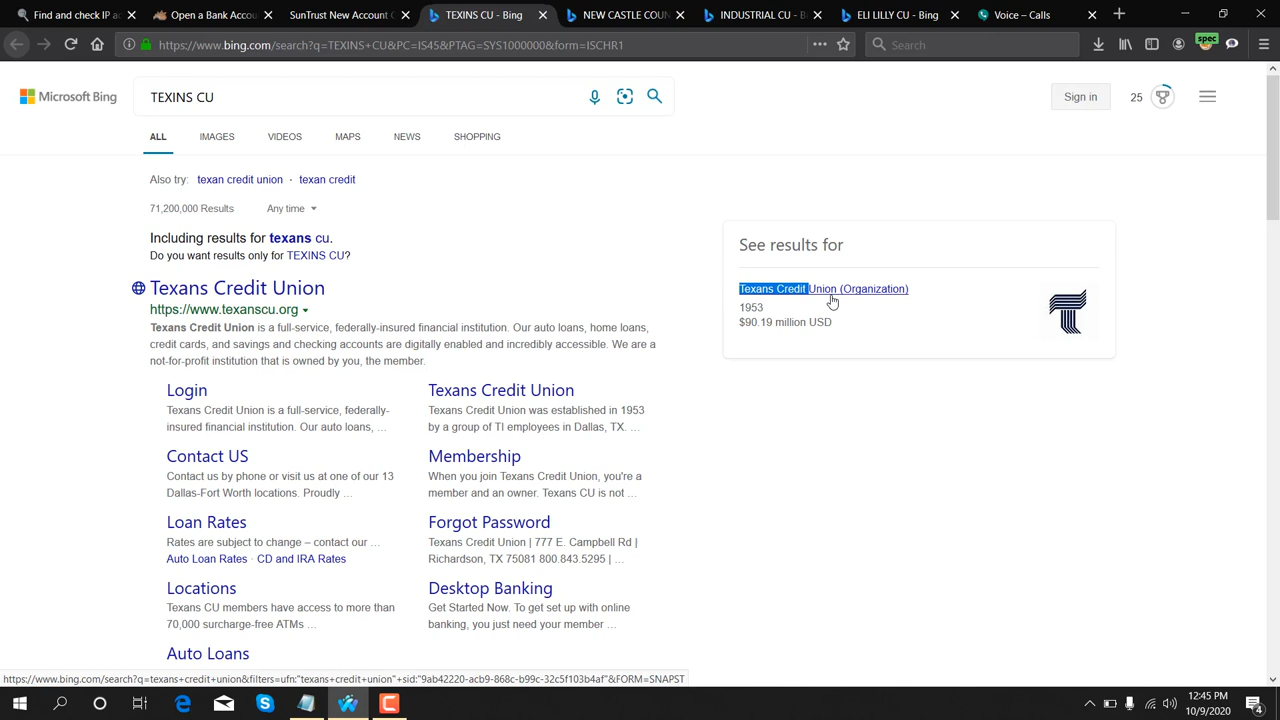 Find and check IP a
Open a Bank Accou
SunTrust New Account C
TEXINS CU - Bing
NEW CASTLE COUN
INDUSTRIAL CU - B
ELI LILLY CU - Bing
Voice – Calls
https://www.bing.com/search?q=TEXINS+CU&PC=IS45&PTAG=SYS1000000&form=ISCHR1
Search
spec
Microsoft Bing
TEXINS CU
Sign in
25
ALL
IMAGES
VIDEOS
MAPS
NEWS
SHOPPING
Also try: texan credit union · texan credit
71,200,000 Results
Any time
Including results for texans cu.
Do you want results only for TEXINS CU?
Texans Credit Union
https://www.texanscu.org
Texans Credit Union is a full-service, federally-insured financial institution. Our auto loans, home loans,
credit cards, and savings and checking accounts are digitally enabled and incredibly accessible. We are a
not-for-profit institution that is owned by you, the member.
Login
Texans Credit Union is a full-service, federally-
insured financial institution. Our auto loans, ...
Texans Credit Union
Texans Credit Union was established in 1953
by a group of TI employees in Dallas, TX. ...
Contact US
Contact us by phone or visit us at one of our 13
Dallas-Fort Worth locations. Proudly ...
Membership
When you join Texans Credit Union, you're a
member and an owner. Texans CU is not ...
Loan Rates
Rates are subject to change – contact our ...
Auto Loan Rates · CD and IRA Rates
Forgot Password
Texans Credit Union | 777 E. Campbell Rd |
Richardson, TX 75081 800.843.5295 | ...
Locations
Texans CU members have access to more than
70,000 surcharge-free ATMs ...
Desktop Banking
Get Started Now. To get set up with online
banking, you just need your member ...
Auto Loans
See results for
Texans Credit Union (Organization)
1953
$90.19 million USD
https://www.bing.com/search?q=texans+credit+union&filters=ufn:"texans+credit+union"+sid:"9ab42220-acb9-868c-b99c-32c5f103b4af"&FORM=SNAPST
12:45 PM
10/9/2020
4